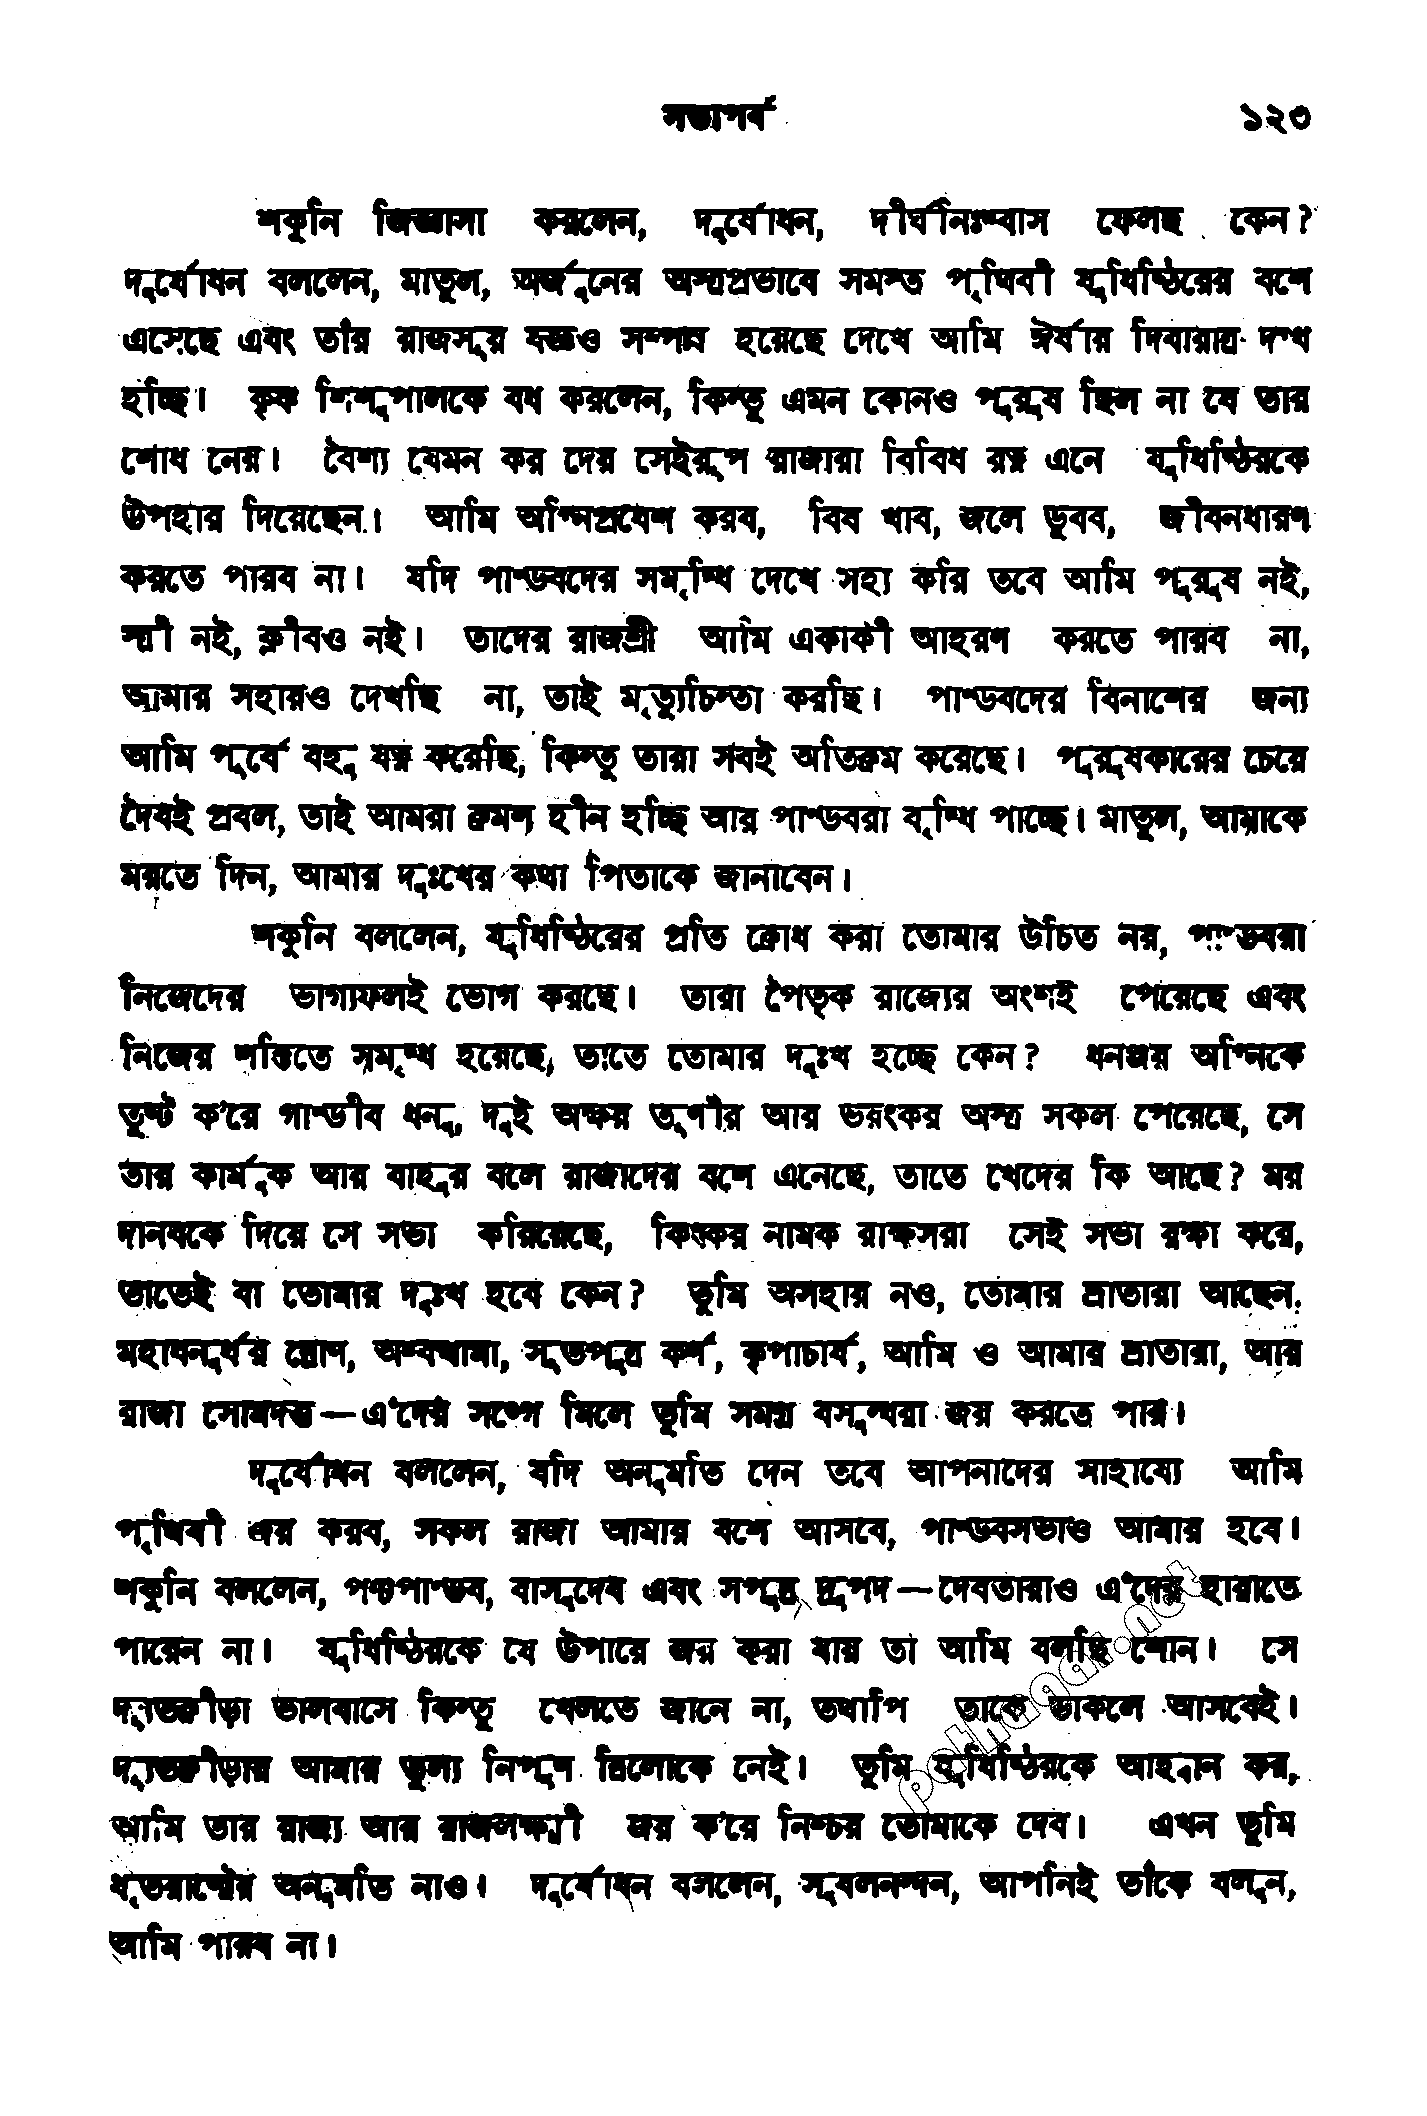 সভাপর্ব ১২৩
শকুনি জিজ্ঞাসা করলেন, দুর্যোধন, দীর্ঘনিঃশ্বাস ফেলছ কেন?
দুর্যোধন বললেন, মাতুল, অর্জুনের অস্ত্রপ্রভাবে সমস্ত পৃথিবী যুধিষ্ঠিরের বশে
এসেছে এবং তাঁর রাজসূয় যজ্ঞও সম্পন্ন হয়েছে দেখে আমি ঈর্ষায় দিবারাত্র দগ্ধ
হচ্ছি। কৃষ্ণ শিশুপালকে বধ করলেন, কিন্তু এমন কোনও পুরুষ ছিল না যে তার
শোধ নেয়। বৈশ্য যেমন কর দেয় সেইরূপ রাজারা বিবিধ রত্ন এনে যুধিষ্ঠিরকে
উপহার দিয়েছেন। আমি অগ্নিপ্রবেশ করব, বিষ খাব, জলে ডুবব, জীবনধারণ
করতে পারব না। যদি পাণ্ডবদের সমৃদ্ধি দেখে সহ্য করি তবে আমি পুরুষ নই,
স্ত্রী নই, ক্লীবও নই। তাদের রাজশ্রী আমি একাকী আহরণ করতে পারব না,
আমার সহায়ও দেখছি না, তাই মৃত্যুচিন্তা করছি। পাণ্ডবদের বিনাশের জন্য
আমি পূর্বে বহু যত্ন করেছি, কিন্তু তারা সবই অতিক্রম করেছে। পুরুষকারের চেয়ে
দৈবই প্রবল, তাই আমরা ক্রমশ হীন হচ্ছি আর পাণ্ডবরা বৃদ্ধি পাচ্ছে। মাতুল, আমাকে
মরতে দিন, আমার দুঃখের কথা পিতাকে জানাবেন।
শকুনি বললেন, যুধিষ্ঠিরের প্রতি ক্রোধ করা তোমার উচিত নয়, পাণ্ডবরা
নিজেদের ভাগ্যফলই ভোগ করছে। তারা পৈতৃক রাজ্যের অংশই পেয়েছে এবং
নিজের শক্তিতে সমৃদ্ধ হয়েছে, তাতে তোমার দুঃখ হচ্ছে কেন? ধনঞ্জয় অগ্নিকে
তুষ্ট ক'রে গাণ্ডীব ধনু, দুই অক্ষয় তূণীর আর ভয়ংকর অস্ত্র সকল পেয়েছে, সে
তার কার্মুক আর বাহুর বলে রাজাদের বশে এনেছে, তাতে খেদের কি আছে? ময়
দানবকে দিয়ে সে সভা করিয়েছে, কিঙ্কর নামক রাক্ষসরা সেই সভা রক্ষা করে,
তাতেই বা তোমার দুঃখ হবে কেন? তুমি অসহায় নও, তোমার ভ্রাতারা আছেন,
মহাধনুর্ধর দ্রোণ, অশ্বত্থামা, সূতপুত্র কর্ণ, কৃপাচার্য, আমি ও আমার ভ্রাতারা, আর
রাজা সোমদত্ত—এঁদের সঙ্গে মিলে তুমি সমগ্র বসুন্ধরা জয় করতে পার।
দুর্যোধন বললেন, যদি অনুমতি দেন তবে আপনাদের সাহায্যে আমি
পৃথিবী জয় করব, সকল রাজা আমার বশে আসবে, পাণ্ডবসভাও আমার হবে।
শকুনি বললেন, পঞ্চপাণ্ডব, বাসুদেব এবং সপুত্র দ্রুপদ—দেবতারাও এঁদের হারাতে
পারেন না। যুধিষ্ঠিরকে যে উপায়ে জয় করা যায় তা আমি বলছি শোন। সে
দ্যূতক্রীড়া ভালবাসে কিন্তু খেলতে জানে না, তথাপি তাকে ডাকলে আসবেই।
দ্যূতক্রীড়ায় আমার তুল্য নিপুণ ত্রিলোকে নেই। তুমি যুধিষ্ঠিরকে আহ্বান কর,
আমি তার রাজ্য আর রাজলক্ষ্মী জয় ক'রে নিশ্চয় তোমাকে দেব। এখন তুমি
ধৃতরাষ্ট্রের অনুমতি নাও। দুর্যোধন বললেন, সুবলনন্দন, আপনিই তাঁকে বলুন,
আমি পারব না।
pathagar.net